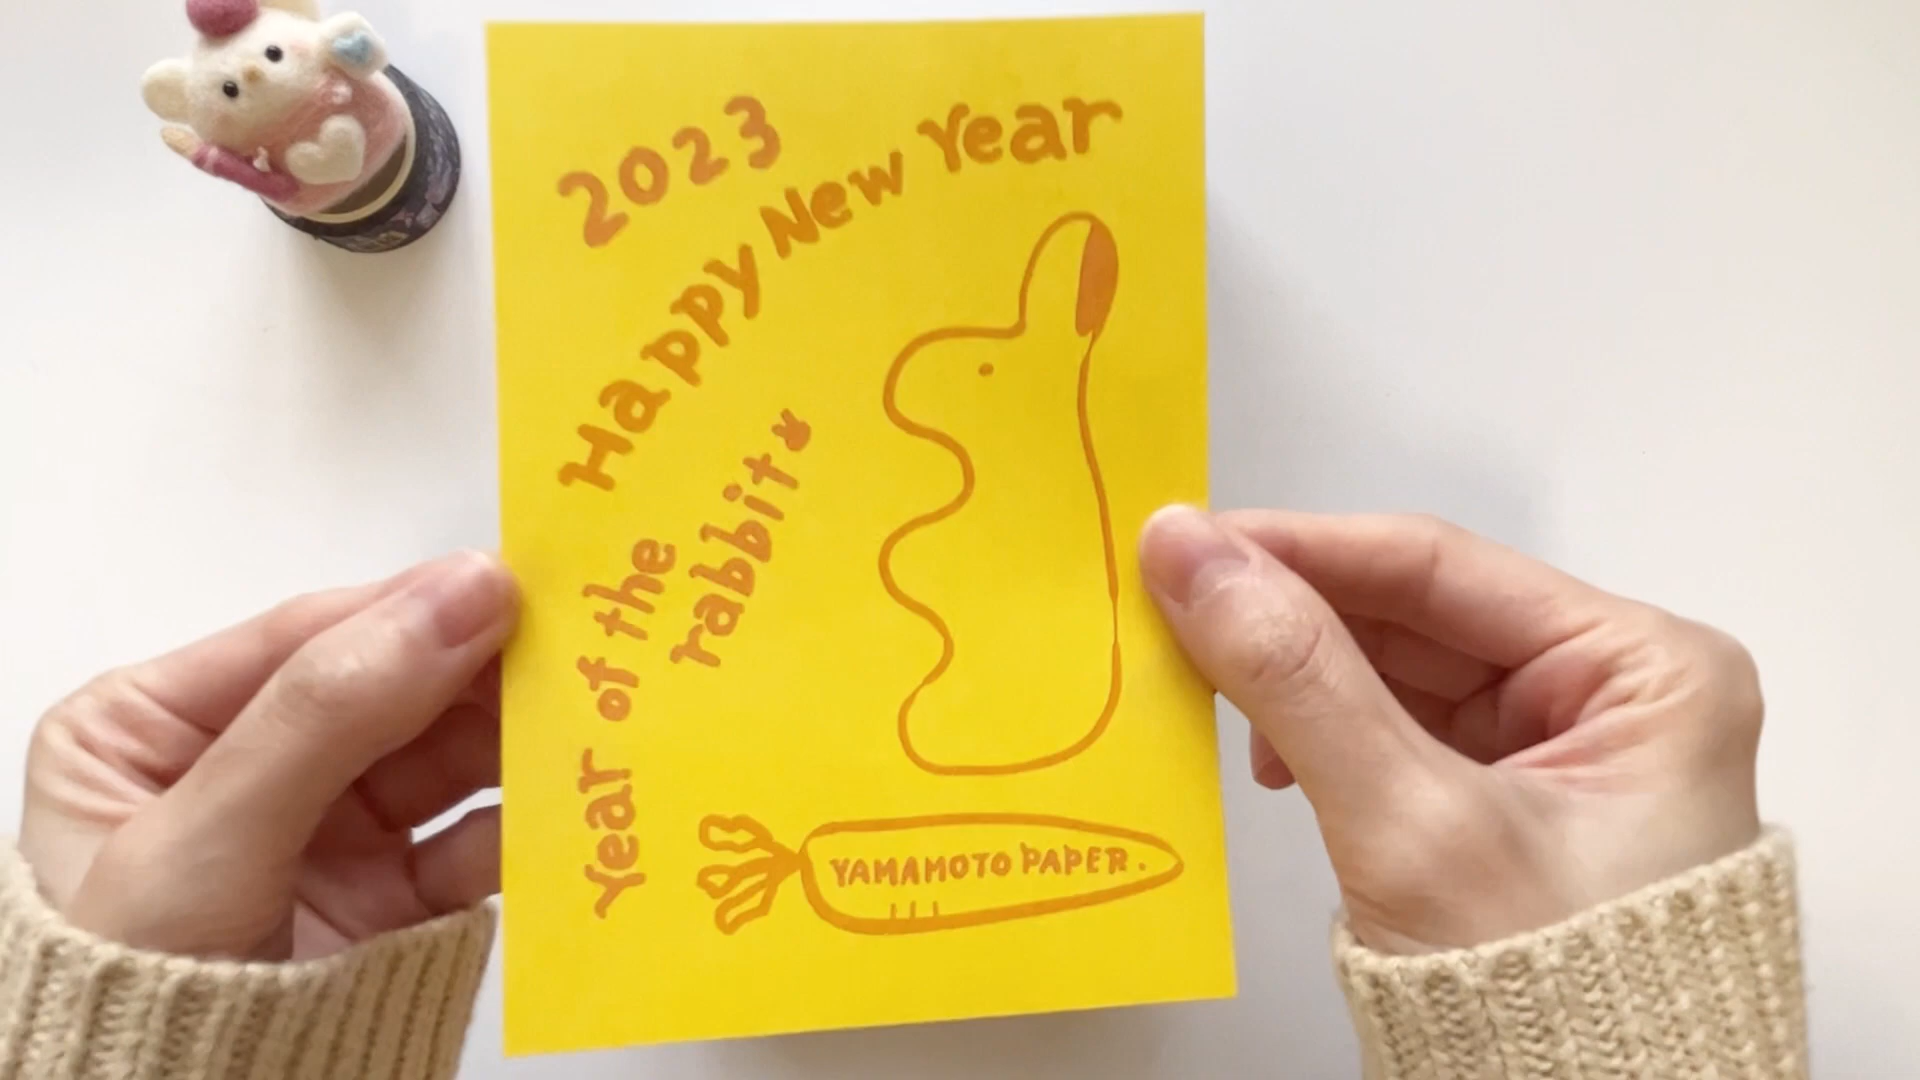 2023
Happy New Year
Year of the
rabbit
YAMAMOTO PAPER.